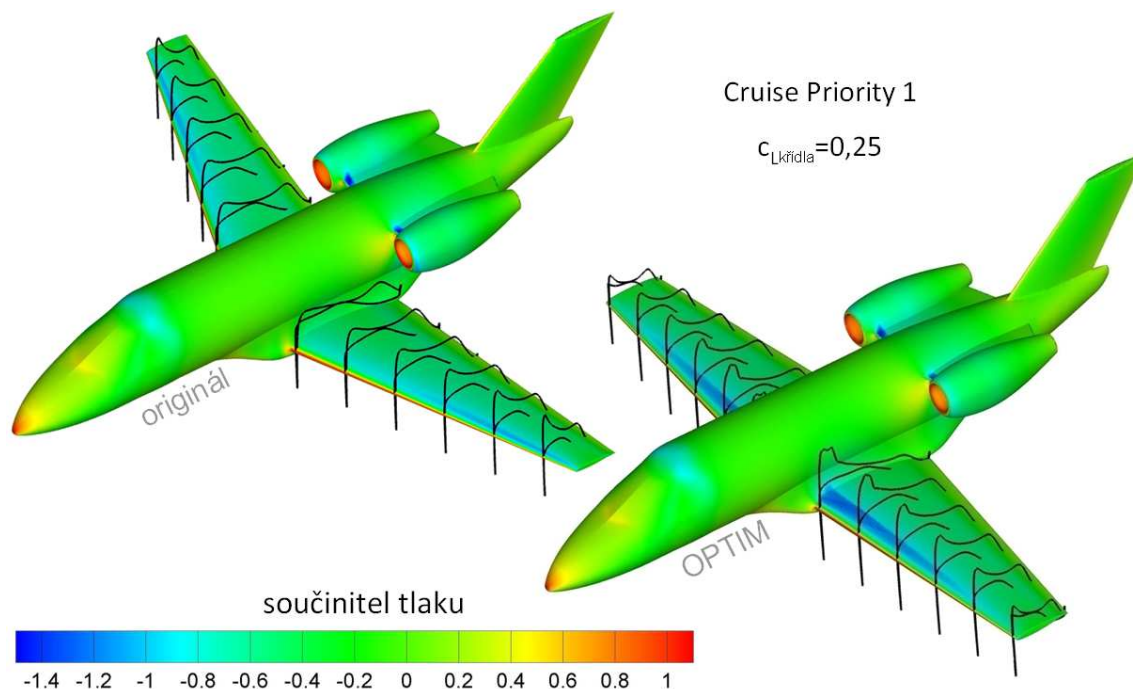 Cruise Priority 1
cLkřídla=0,25
originál
OPTIM
součinitel tlaku
-1.4 -1.2 -1 -0.8 -0.6 -0.4 -0.2 0 0.2 0.4 0.6 0.8 1